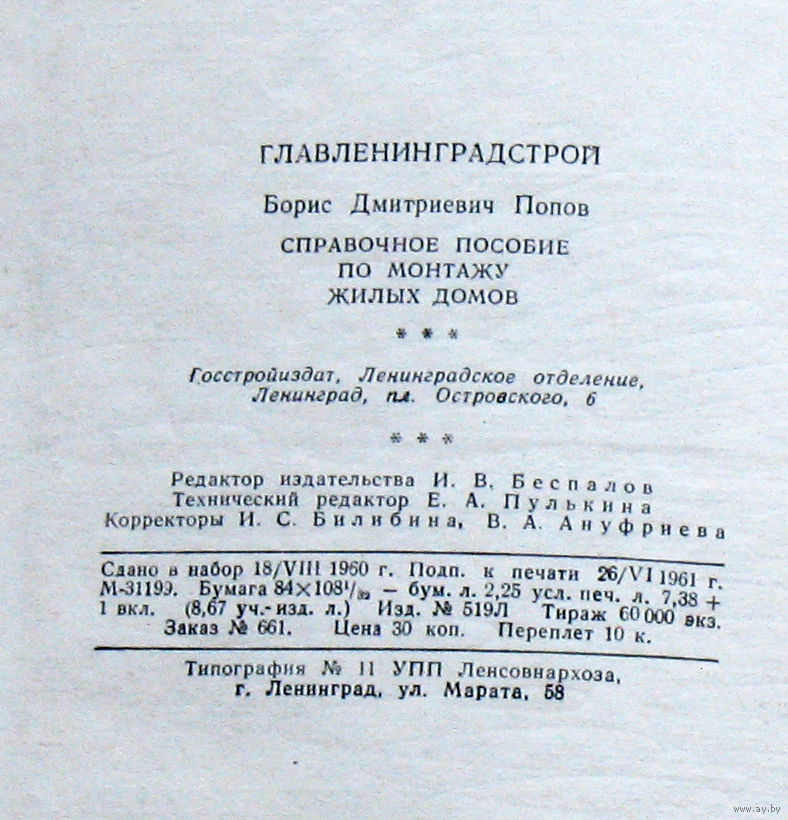 ГЛАВЛЕНИНГРАДСТРОЙ
Борис Дмитриевич Попов
СПРАВОЧНОЕ ПОСОБИЕ
ПО МОНТАЖУ
ЖИЛЫХ ДОМОВ
* * *
Госстройиздат, Ленинградское отделение,
Ленинград, пл. Островского, 6
* * *
Редактор издательства И. В. Беспалов
Технический редактор Е. А. Пулькина
Корректоры И. С. Билибина, В. А. Ануфриева
Сдано в набор 18/VIII 1960 г. Подп. к печати 26/VI 1961 г.
М-31199. Бумага 84×108¹/₃₂ — бум. л. 2,25 усл. печ. л. 7,38 +
1 вкл. (8,67 уч.-изд. л.) Изд. № 519Л Тираж 60 000 экз.
Заказ № 661. Цена 30 коп. Переплет 10 к.
Типография № 11 УПП Ленсовнархоза,
г. Ленинград, ул. Марата, 58
www.ay.by